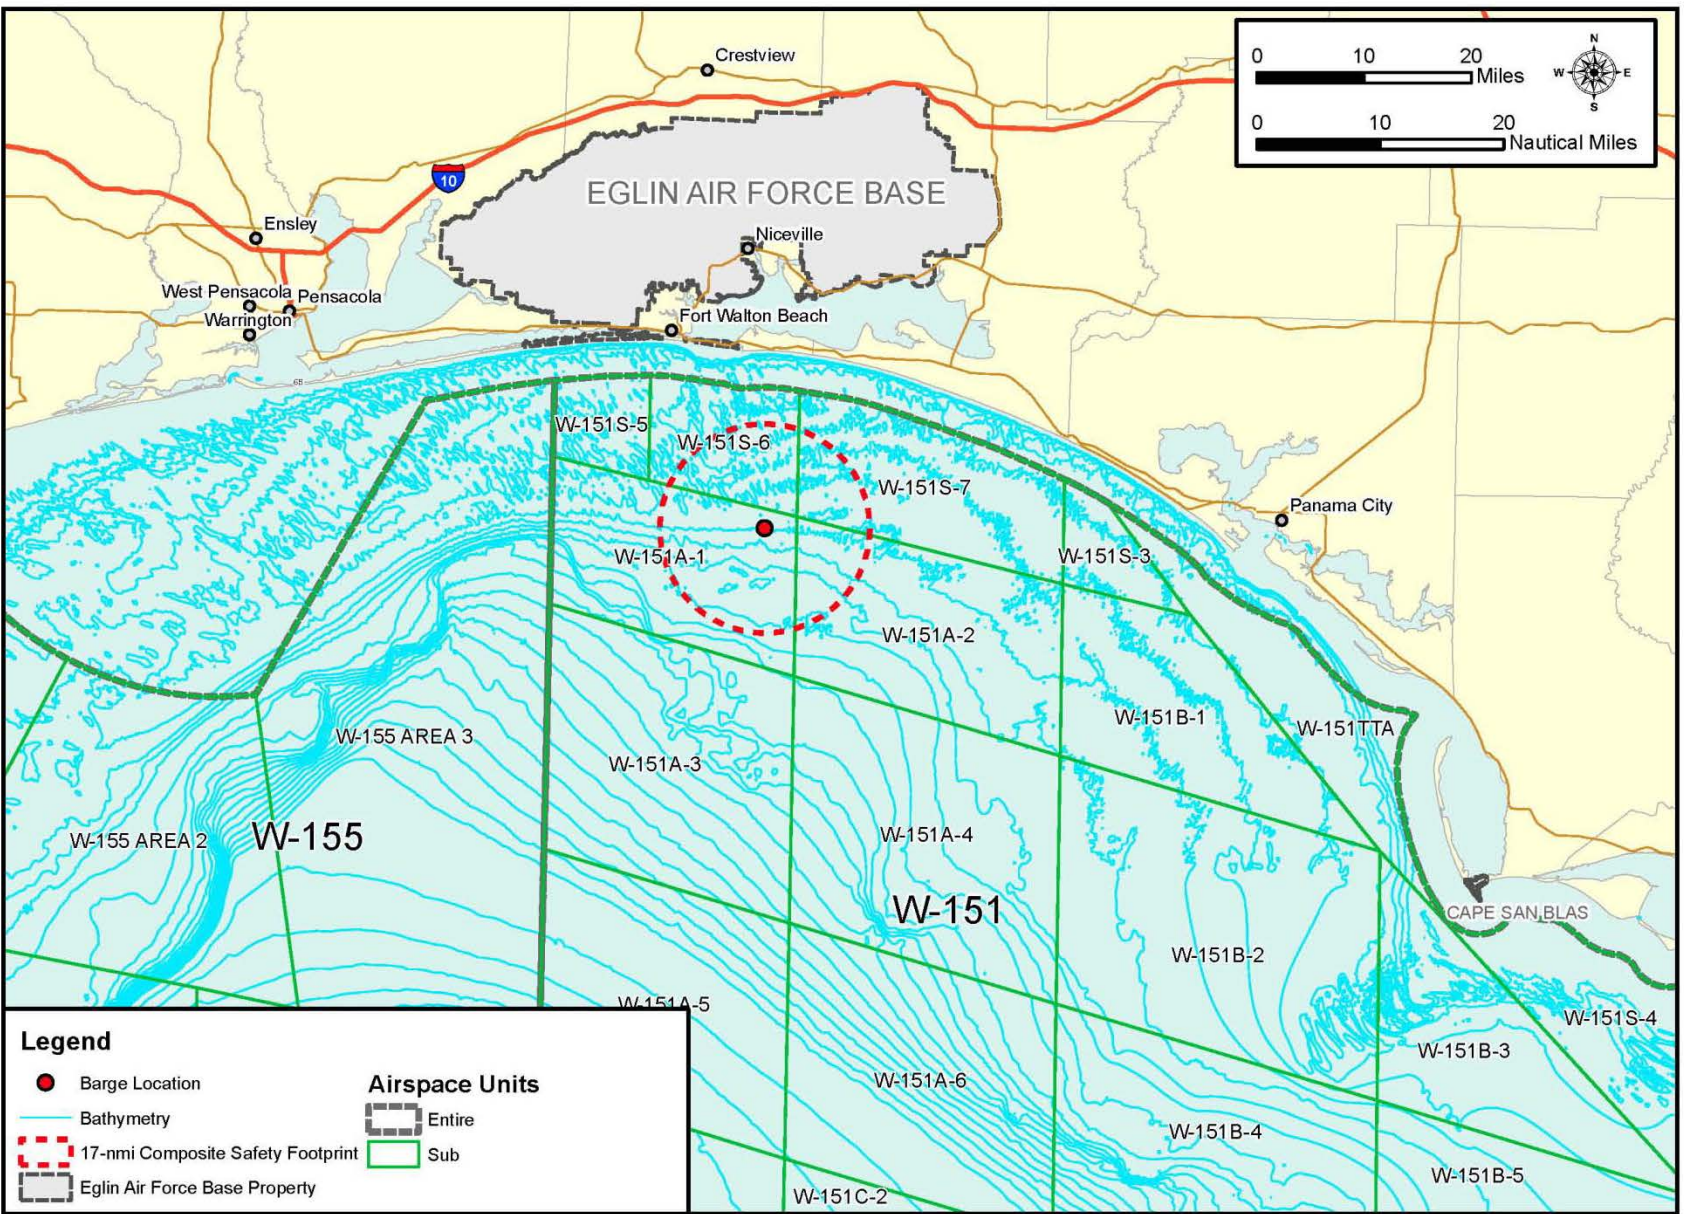 Crestview
0 10 20
Miles
N
W E
S
0 10 20
Nautical Miles
10
EGLIN AIR FORCE BASE
Ensley
Niceville
West Pensacola
Pensacola
Warrington
Fort Walton Beach
W-151S-5
W-151S-6
W-151S-7
Panama City
W-151A-1
W-151S-3
W-151A-2
W-151B-1
W-151TTA
W-155 AREA 3
W-151A-3
W-155 AREA 2
W-155
W-151A-4
W-151
CAPE SAN BLAS
W-151B-2
W-151A-5
W-151S-4
W-151B-3
W-151A-6
W-151B-4
W-151B-5
W-151C-2
Legend
Barge Location
Bathymetry
17-nmi Composite Safety Footprint
Eglin Air Force Base Property
Airspace Units
Entire
Sub